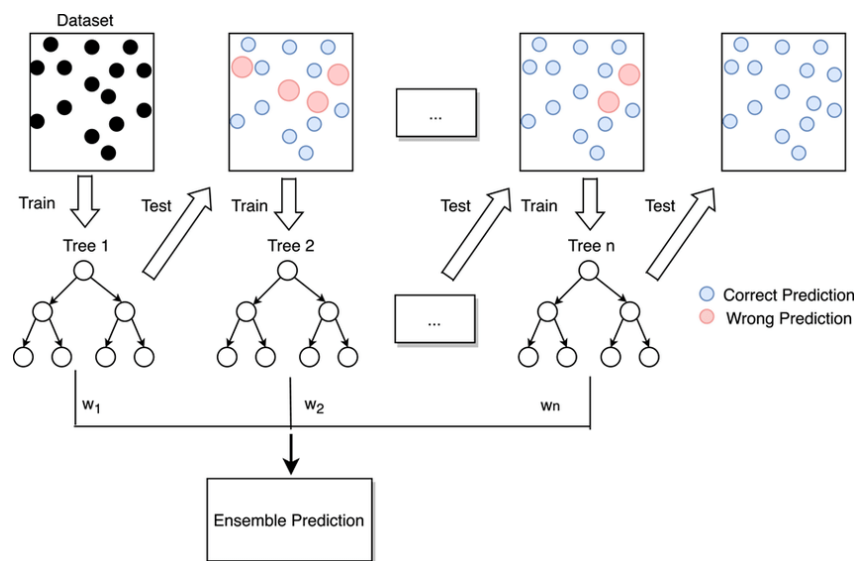 Dataset
...
Train
Test
Train
Test
Train
Test
Tree 1
Tree 2
Tree n
Correct Prediction
Wrong Prediction
...
w1
w2
wn
Ensemble Prediction